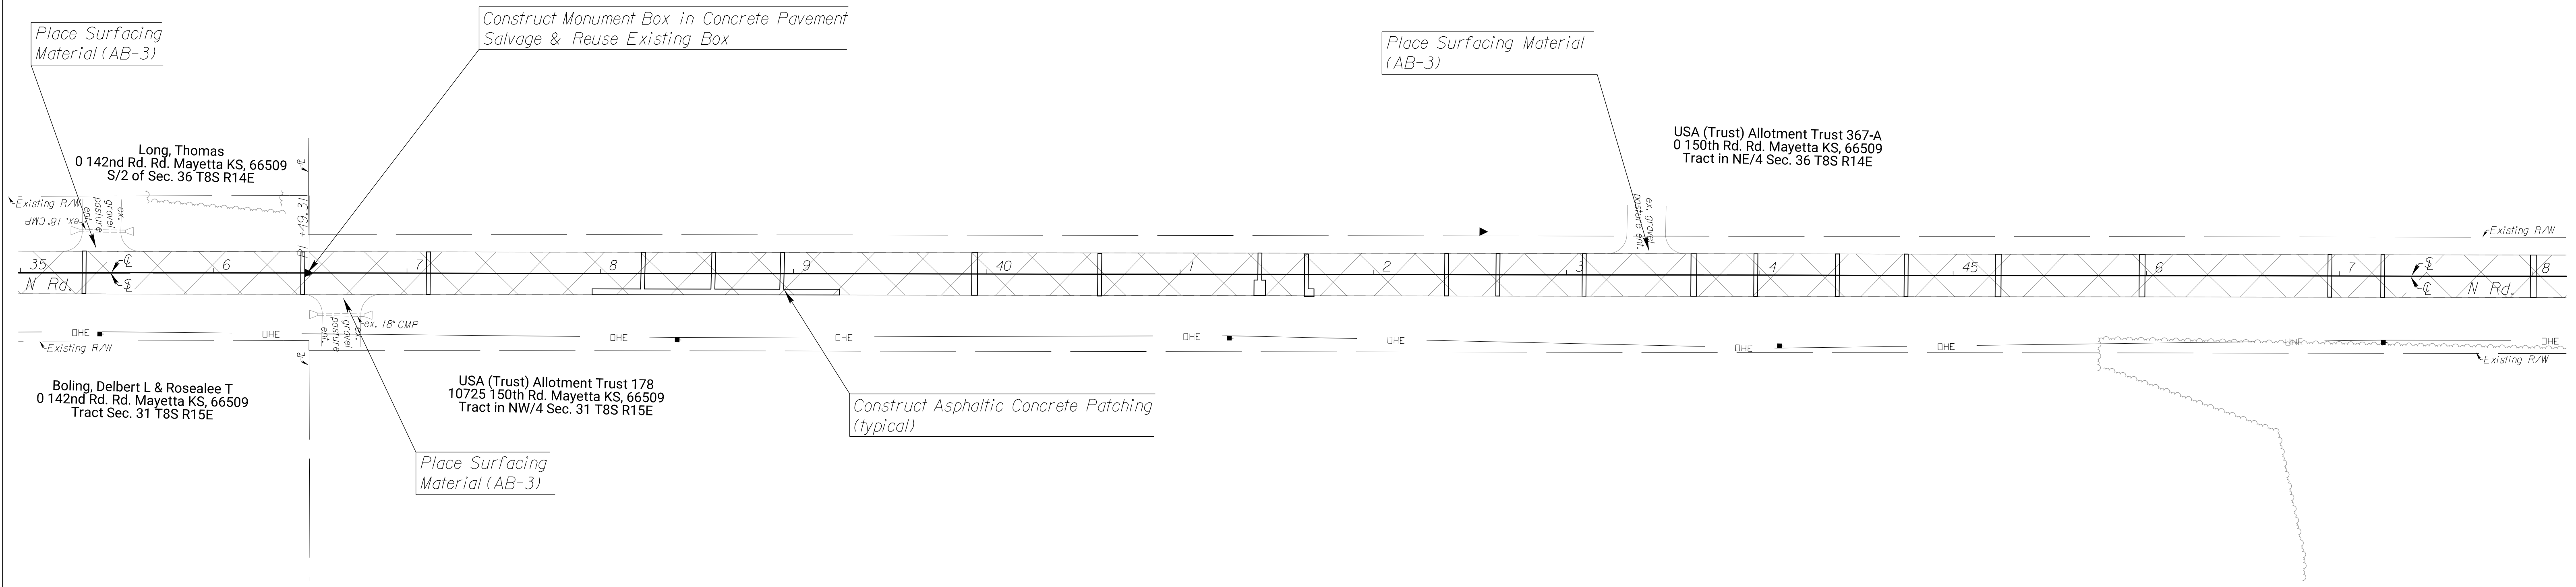 Place Surfacing
Material (AB-3)
Construct Monument Box in Concrete Pavement
Salvage & Reuse Existing Box
Place Surfacing Material
(AB-3)
Long, Thomas
0 142nd Rd. Rd. Mayetta KS, 66509
S/2 of Sec. 36 T8S R14E
USA (Trust) Allotment Trust 367-A
0 150th Rd. Rd. Mayetta KS, 66509
Tract in NE/4 Sec. 36 T8S R14E
Existing R/W
ex. 18" CMP
ex.
gravel
pasture
ent.
ex. gravel
pasture ent.
Existing R/W
35
6
7
8
9
40
1
2
3
4
45
6
7
8
N Rd.
N Rd.
ex. 18" CMP
ex.
gravel
pasture
ent.
OHE
OHE
OHE
OHE
OHE
OHE
OHE
OHE
OHE
OHE
Existing R/W
Existing R/W
Boling, Delbert L & Rosealee T
0 142nd Rd. Rd. Mayetta KS, 66509
Tract Sec. 31 T8S R15E
USA (Trust) Allotment Trust 178
10725 150th Rd. Mayetta KS, 66509
Tract in NW/4 Sec. 31 T8S R15E
Construct Asphaltic Concrete Patching
(typical)
Place Surfacing
Material (AB-3)